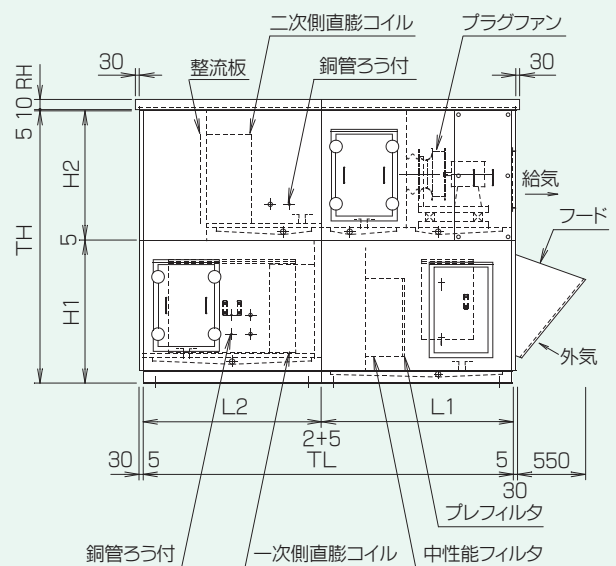 二次側直膨コイル
プラグファン
30
整流板
銅管ろう付
30
5 10 RH
H2
給気
TH
5
フード
H1
外気
L2
L1
2+5
30
5
TL
5
550
30
プレフィルタ
銅管ろう付
一次側直膨コイル
中性能フィルタ